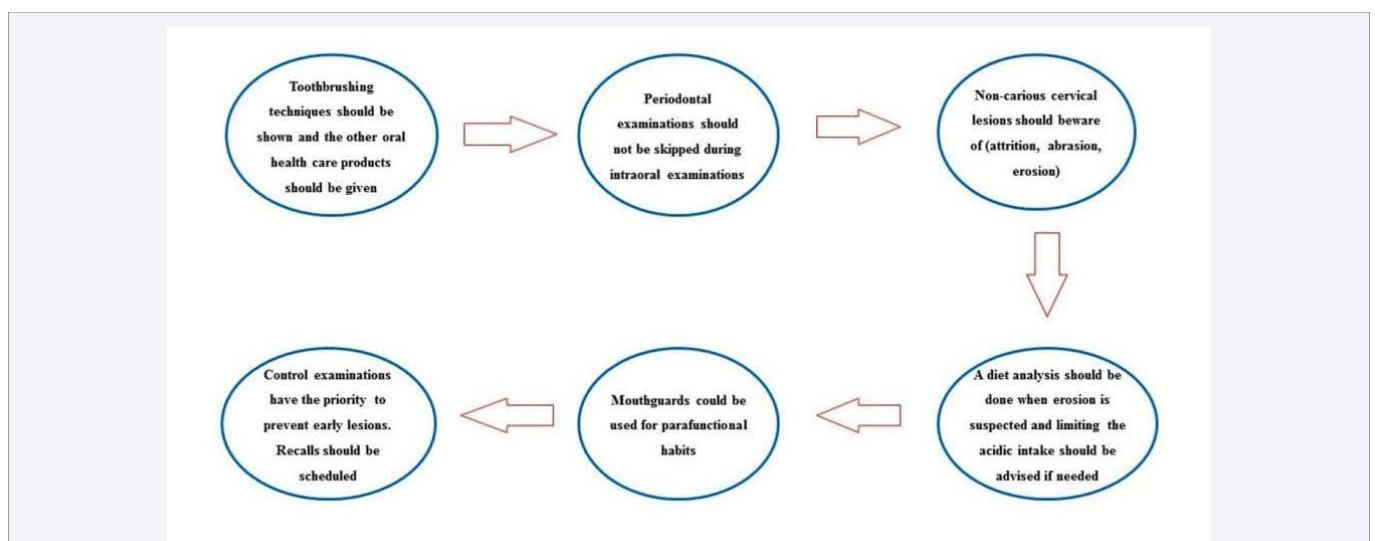 Toothbrushing
techniques should be
shown and the other oral
health care products
should be given
Periodontal
examinations should
not be skipped during
intraoral examinations
Non-carious cervical
lesions should beware
of (attrition, abrasion,
erosion)
A diet analysis should be
done when erosion is
suspected and limiting the
acidic intake should be
advised if needed
Mouthguards could be
used for parafunctional
habits
Control examinations
have the priority to
prevent early lesions.
Recalls should be
scheduled